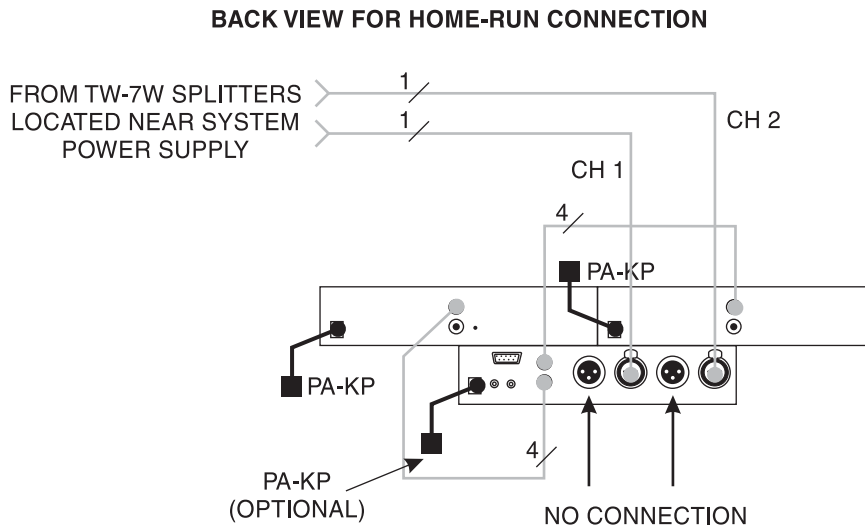 BACK VIEW FOR HOME-RUN CONNECTION
FROM TW-7W SPLITTERS
LOCATED NEAR SYSTEM
POWER SUPPLY
1
1
CH 2
CH 1
4
PA-KP
PA-KP
4
PA-KP
(OPTIONAL)
NO CONNECTION